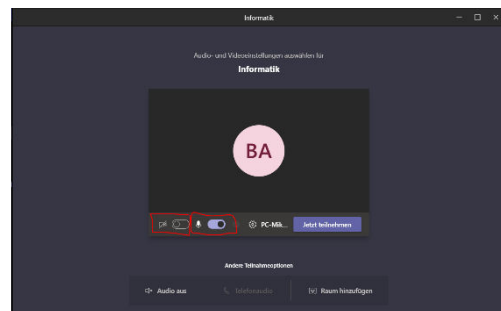 Informatik
Audio- und Videoeinstellungen auswählen für
Informatik
BA
PC-Mik...
Jetzt teilnehmen
Andere Teilnahmeoptionen
Audio aus
Telefonaudio
Raum hinzufügen